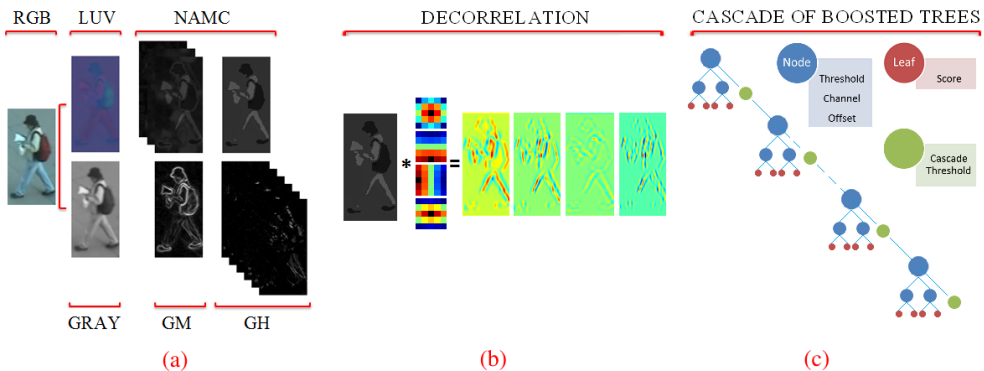 RGB
LUV
NAMC
GRAY
GM
GH
(a)
DECORRELATION
*
=
(b)
CASCADE OF BOOSTED TREES
Node
Threshold
Channel
Offset
Leaf
Score
Cascade
Threshold
(c)